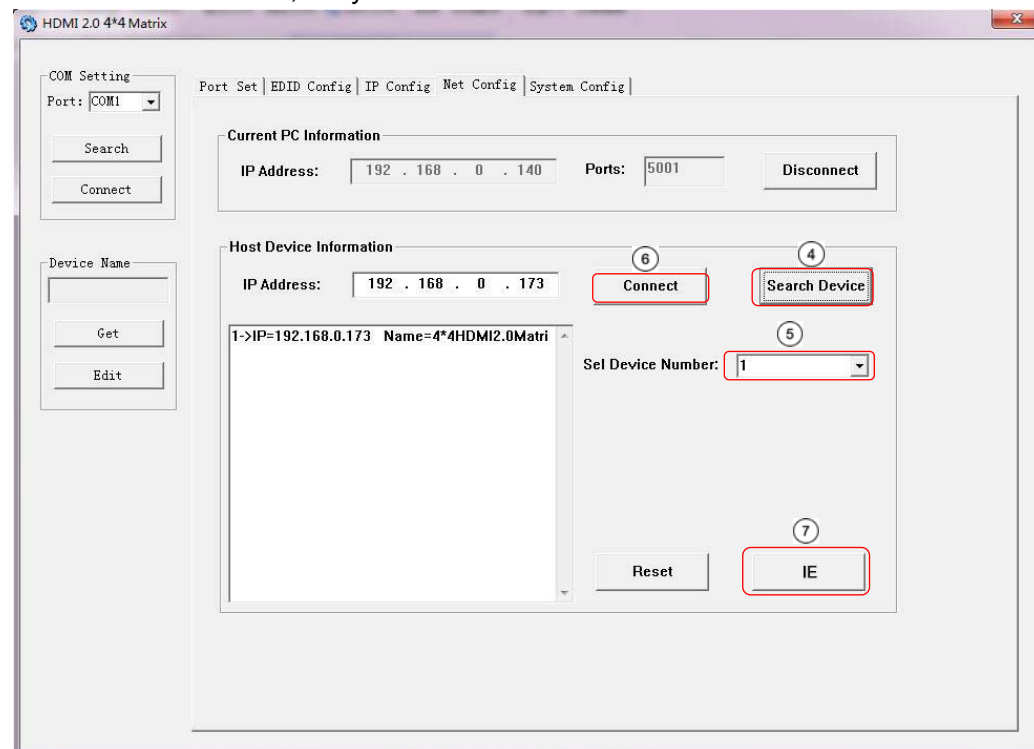 HDMI 2.0 4*4 Matrix
COM Setting
Port: COM1
Search
Connect
Device Name
Get
Edit
Port Set EDID Config IP Config Net Config System Config
Current PC Information
IP Address: 192 . 168 . 0 . 140 Ports: 5001 Disconnect
Host Device Information
6 4
IP Address: 192 . 168 . 0 . 173 Connect Search Device
1->IP=192.168.0.173 Name=4*4HDMI2.0Matri
5
Sel Device Number: 1
7
Reset IE